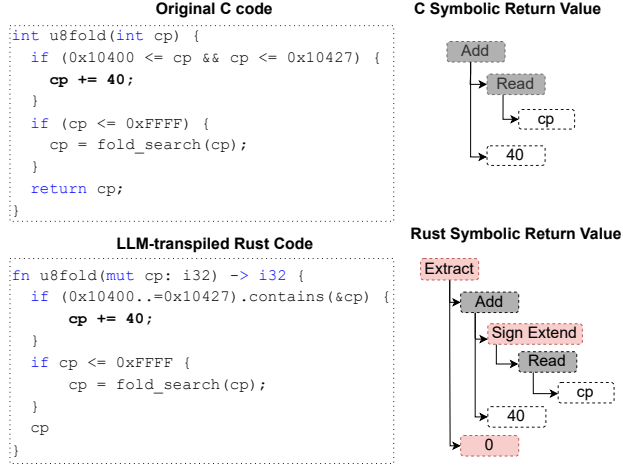 Original C code
int u8fold(int cp) {
if (0x10400 <= cp && cp <= 0x10427) {
cp += 40;
}
if (cp <= 0xFFFF) {
cp = fold_search(cp);
}
return cp;
}
C Symbolic Return Value
Add
Read
cp
40
LLM-transpiled Rust Code
fn u8fold(mut cp: i32) -> i32 {
if (0x10400..=0x10427).contains(&cp) {
cp += 40;
}
if cp <= 0xFFFF {
cp = fold_search(cp);
}
cp
}
Rust Symbolic Return Value
Extract
Add
Sign Extend
Read
cp
40
0